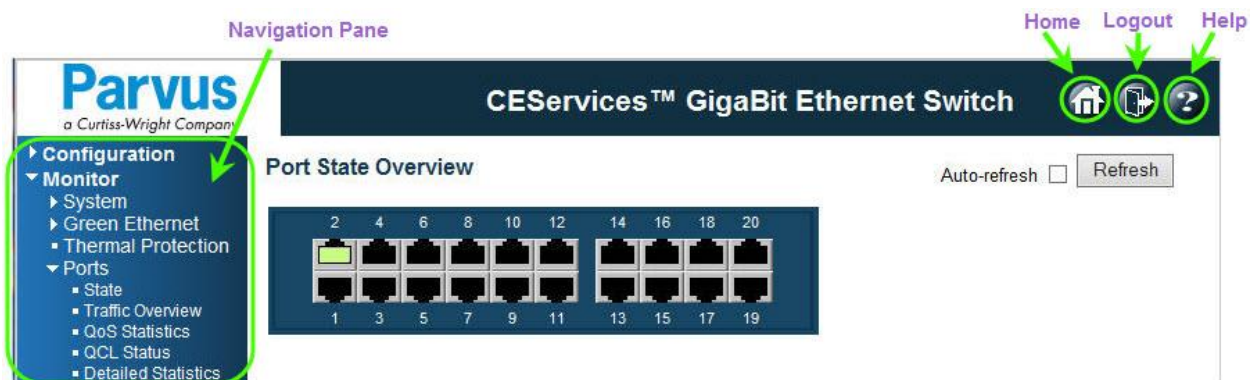 Navigation Pane
Home Logout Help
Parvus
a Curtiss-Wright Company
CEServices™ GigaBit Ethernet Switch
?
Configuration
Monitor
System
Green Ethernet
Thermal Protection
Ports
State
Traffic Overview
QoS Statistics
QCL Status
Detailed Statistics
Port State Overview
Auto-refresh Refresh
2 4 6 8 10 12 14 16 18 20
1 3 5 7 9 11 13 15 17 19